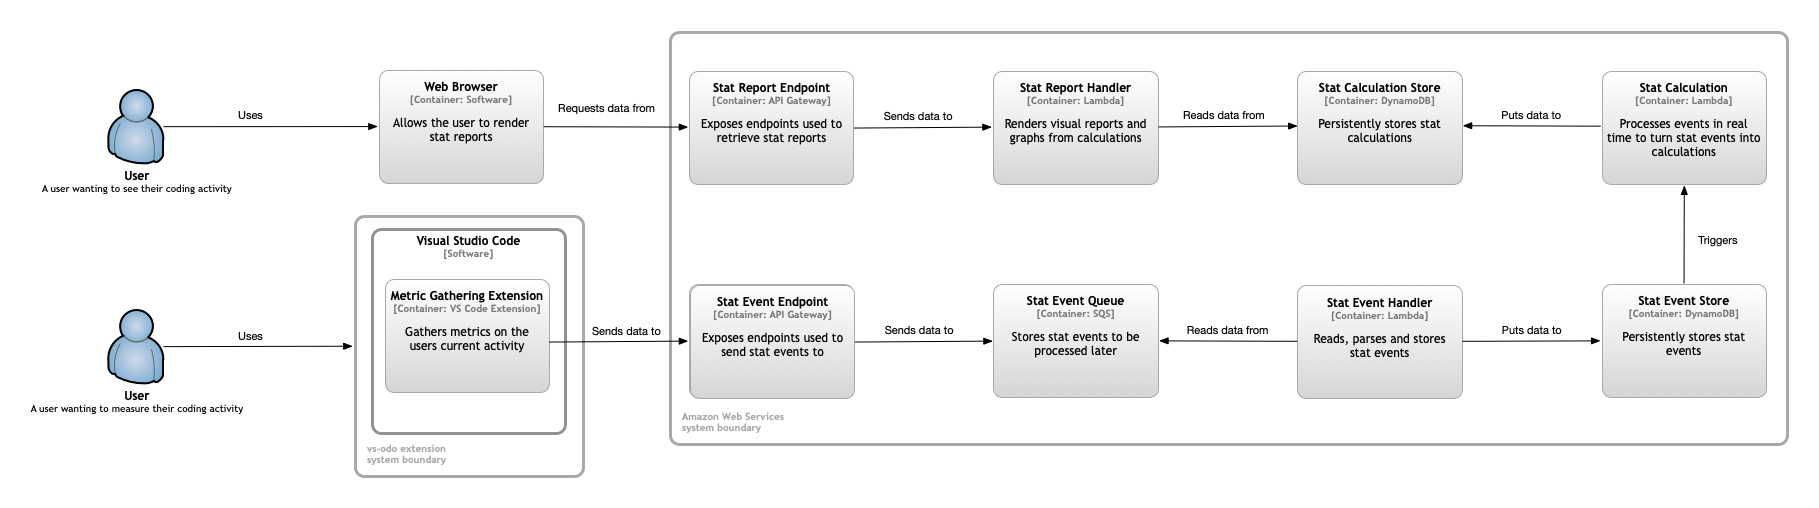 Uses
User
A user wanting to see their coding activity
Web Browser
[Container: Software]
Allows the user to render
stat reports
Requests data from
Stat Report Endpoint
[Container: API Gateway]
Exposes endpoints used to
retrieve stat reports
Sends data to
Stat Report Handler
[Container: Lambda]
Renders visual reports and
graphs from calculations
Reads data from
Stat Calculation Store
[Container: DynamoDB]
Persistently stores stat
calculations
Puts data to
Stat Calculation
[Container: Lambda]
Processes events in real
time to turn stat events into
calculations
Triggers
Uses
User
A user wanting to measure their coding activity
Visual Studio Code
[Software]
Metric Gathering Extension
[Container: VS Code Extension]
Gathers metrics on the
users current activity
vs-odo extension
system boundary
Sends data to
Stat Event Endpoint
[Container: API Gateway]
Exposes endpoints used to
send stat events to
Sends data to
Stat Event Queue
[Container: SQS]
Stores stat events to be
processed later
Reads data from
Stat Event Handler
[Container: Lambda]
Reads, parses and stores
stat events
Puts data to
Stat Event Store
[Container: DynamoDB]
Persistently stores stat
events
Amazon Web Services
system boundary